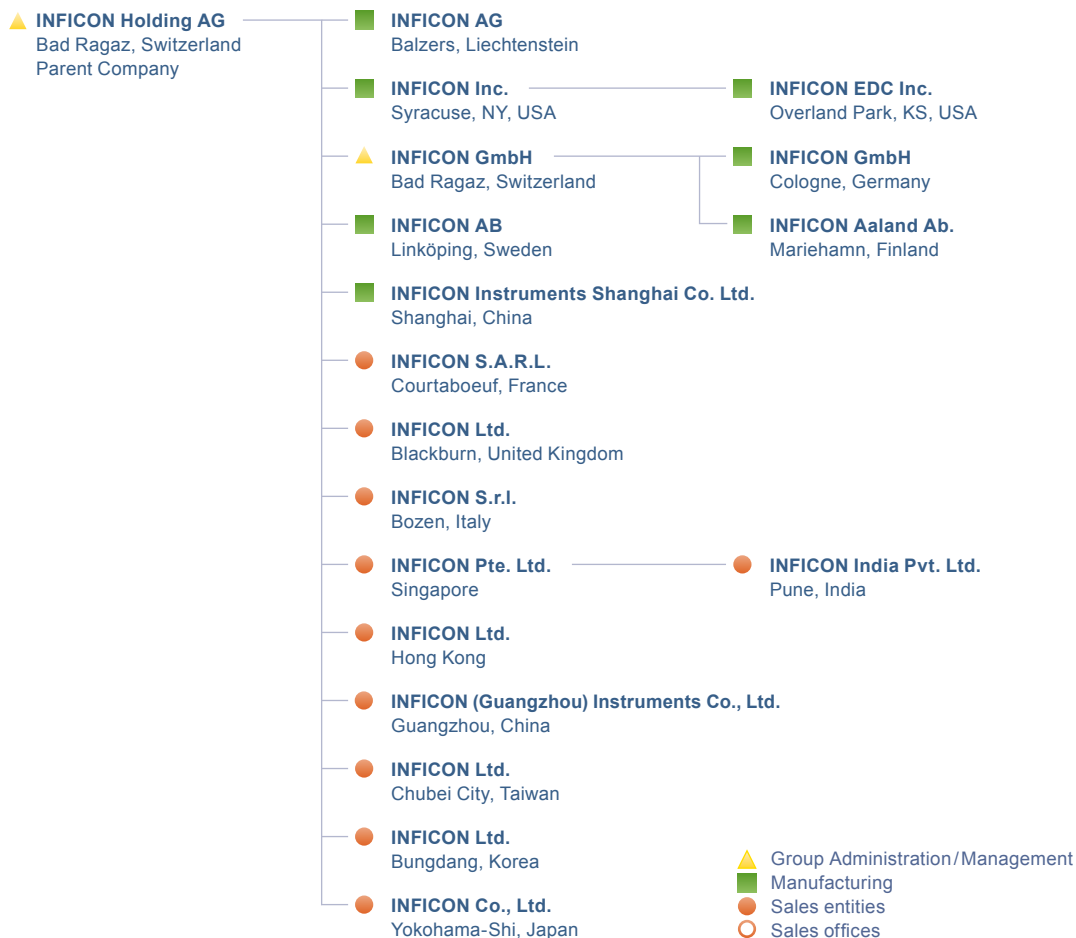 INFICON Holding AG
Bad Ragaz, Switzerland
Parent Company
INFICON AG
Balzers, Liechtenstein
INFICON Inc.
Syracuse, NY, USA
INFICON EDC Inc.
Overland Park, KS, USA
INFICON GmbH
Bad Ragaz, Switzerland
INFICON GmbH
Cologne, Germany
INFICON AB
Linköping, Sweden
INFICON Aaland Ab.
Mariehamn, Finland
INFICON Instruments Shanghai Co. Ltd.
Shanghai, China
INFICON S.A.R.L.
Courtaboeuf, France
INFICON Ltd.
Blackburn, United Kingdom
INFICON S.r.l.
Bozen, Italy
INFICON Pte. Ltd.
Singapore
INFICON India Pvt. Ltd.
Pune, India
INFICON Ltd.
Hong Kong
INFICON (Guangzhou) Instruments Co., Ltd.
Guangzhou, China
INFICON Ltd.
Chubei City, Taiwan
INFICON Ltd.
Bungdang, Korea
INFICON Co., Ltd.
Yokohama-Shi, Japan
Group Administration/Management
Manufacturing
Sales entities
Sales offices